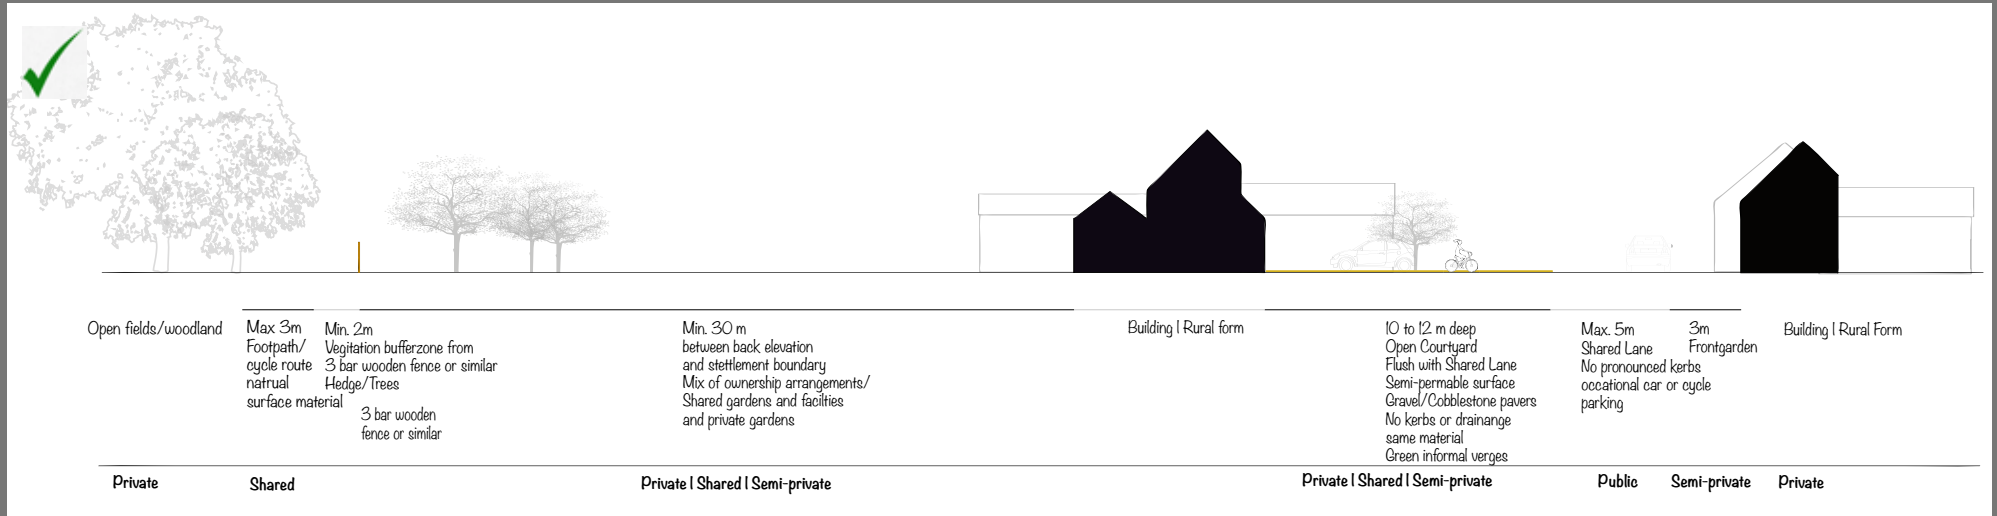 Open fields/woodland
Max 3m
Footpath/
cycle route
natrual
surface material
Min. 2m
Vegitation bufferzone from
3 bar wooden fence or similar
Hedge/Trees
3 bar wooden
fence or similar
Min. 30 m
between back elevation
and stettlement boundary
Mix of ownership arrangements/
Shared gardens and facilties
and private gardens
Building | Rural form
10 to 12 m deep
Open Courtyard
Flush with Shared Lane
Semi-permable surface
Gravel/Cobblestone pavers
No kerbs or drainange
same material
Green informal verges
Max. 5m
Shared Lane
No pronounced kerbs
occational car or cycle
parking
3m
Frontgarden
Building | Rural Form
Private
Shared
Private | Shared | Semi-private
Private | Shared | Semi-private
Public
Semi-private
Private